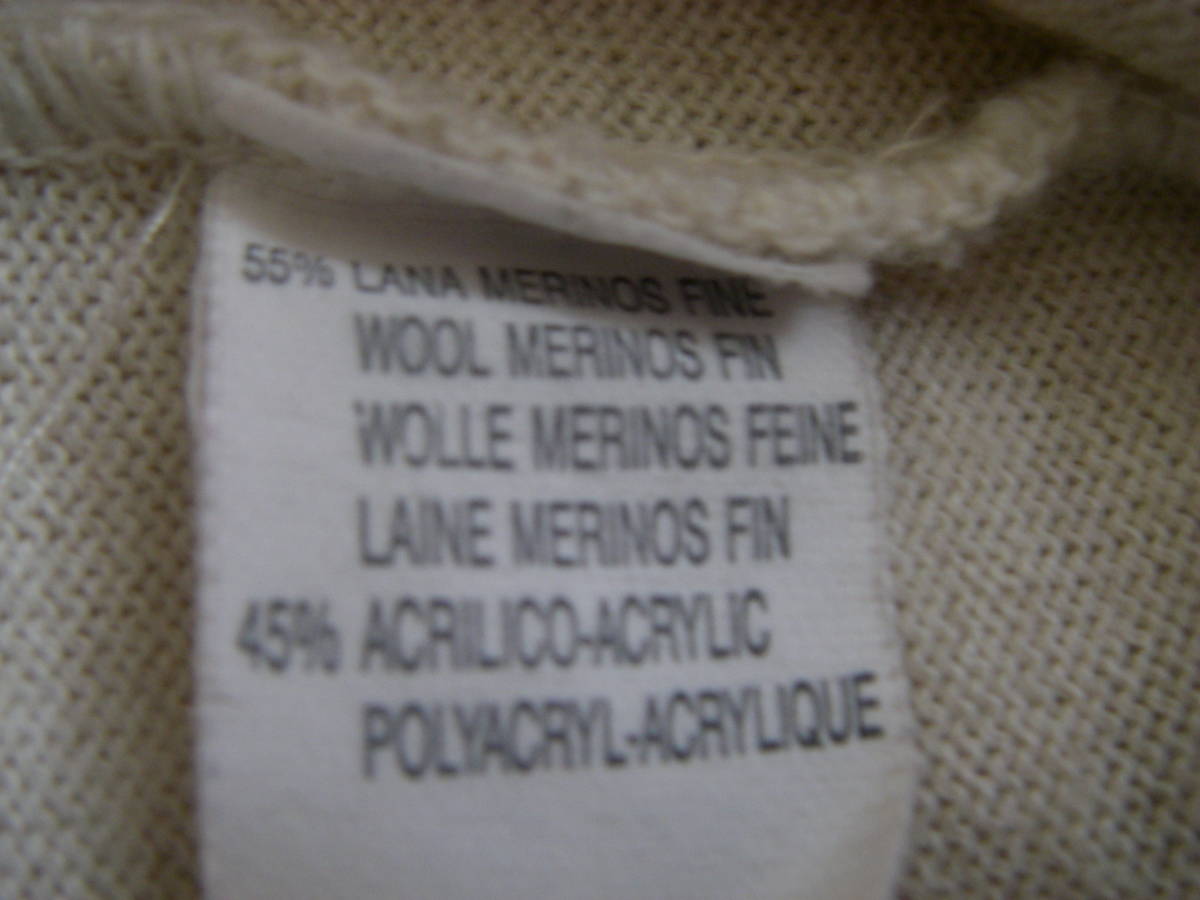 55% LANA MERINOS FINE
WOOL MERINOS FIN
WOLLE MERINOS FEINE
LAINE MERINOS FIN
45% ACRILICO-ACRYLIC
POLYACRYL-ACRYLIQUE